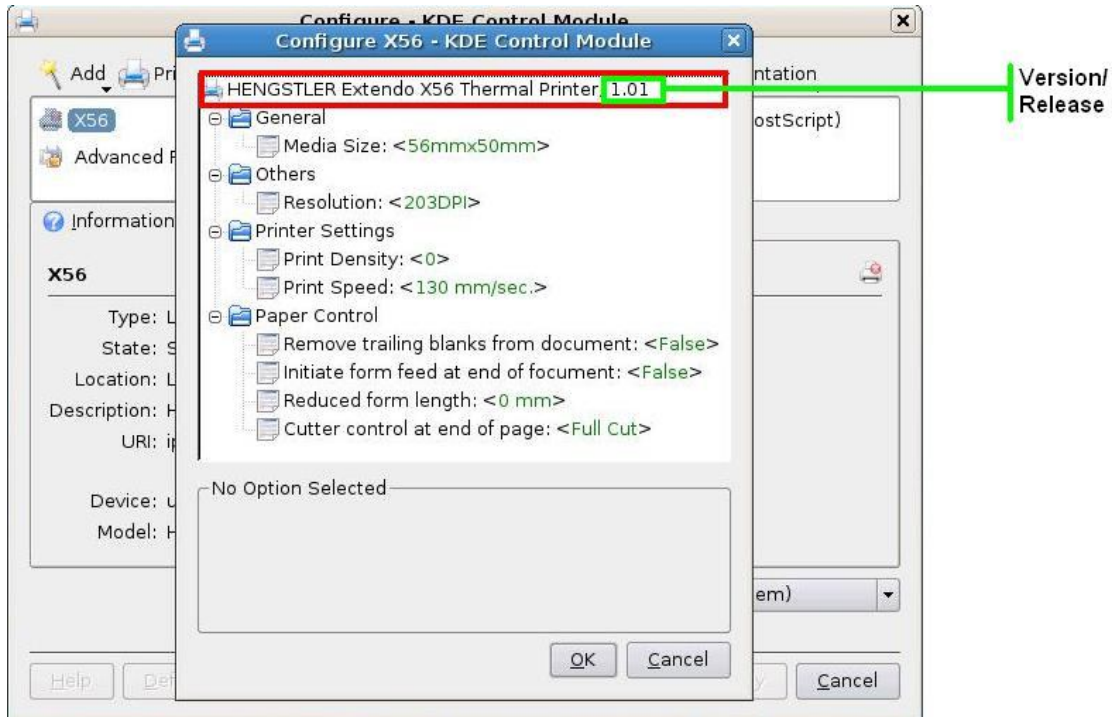 Configure - KDE Control Module
Configure X56 - KDE Control Module
Add Pri
ntation
HENGSTLER Extendo X56 Thermal Printer, 1.01
Version/
Release
X56
ostScript)
General
Media Size: <56mmx50mm>
Advanced F
Others
Resolution: <203DPI>
Information
Printer Settings
Print Density: <0>
X56
Print Speed: <130 mm/sec.>
Type: L
Paper Control
State: S
Remove trailing blanks from document: <False>
Location: L
Initiate form feed at end of focument: <False>
Description: H
Reduced form length: <0 mm>
URI: ip
Cutter control at end of page: <Full Cut>
Device: u
Model: H
No Option Selected
em)
OK
Cancel
Help
Def
y
Cancel